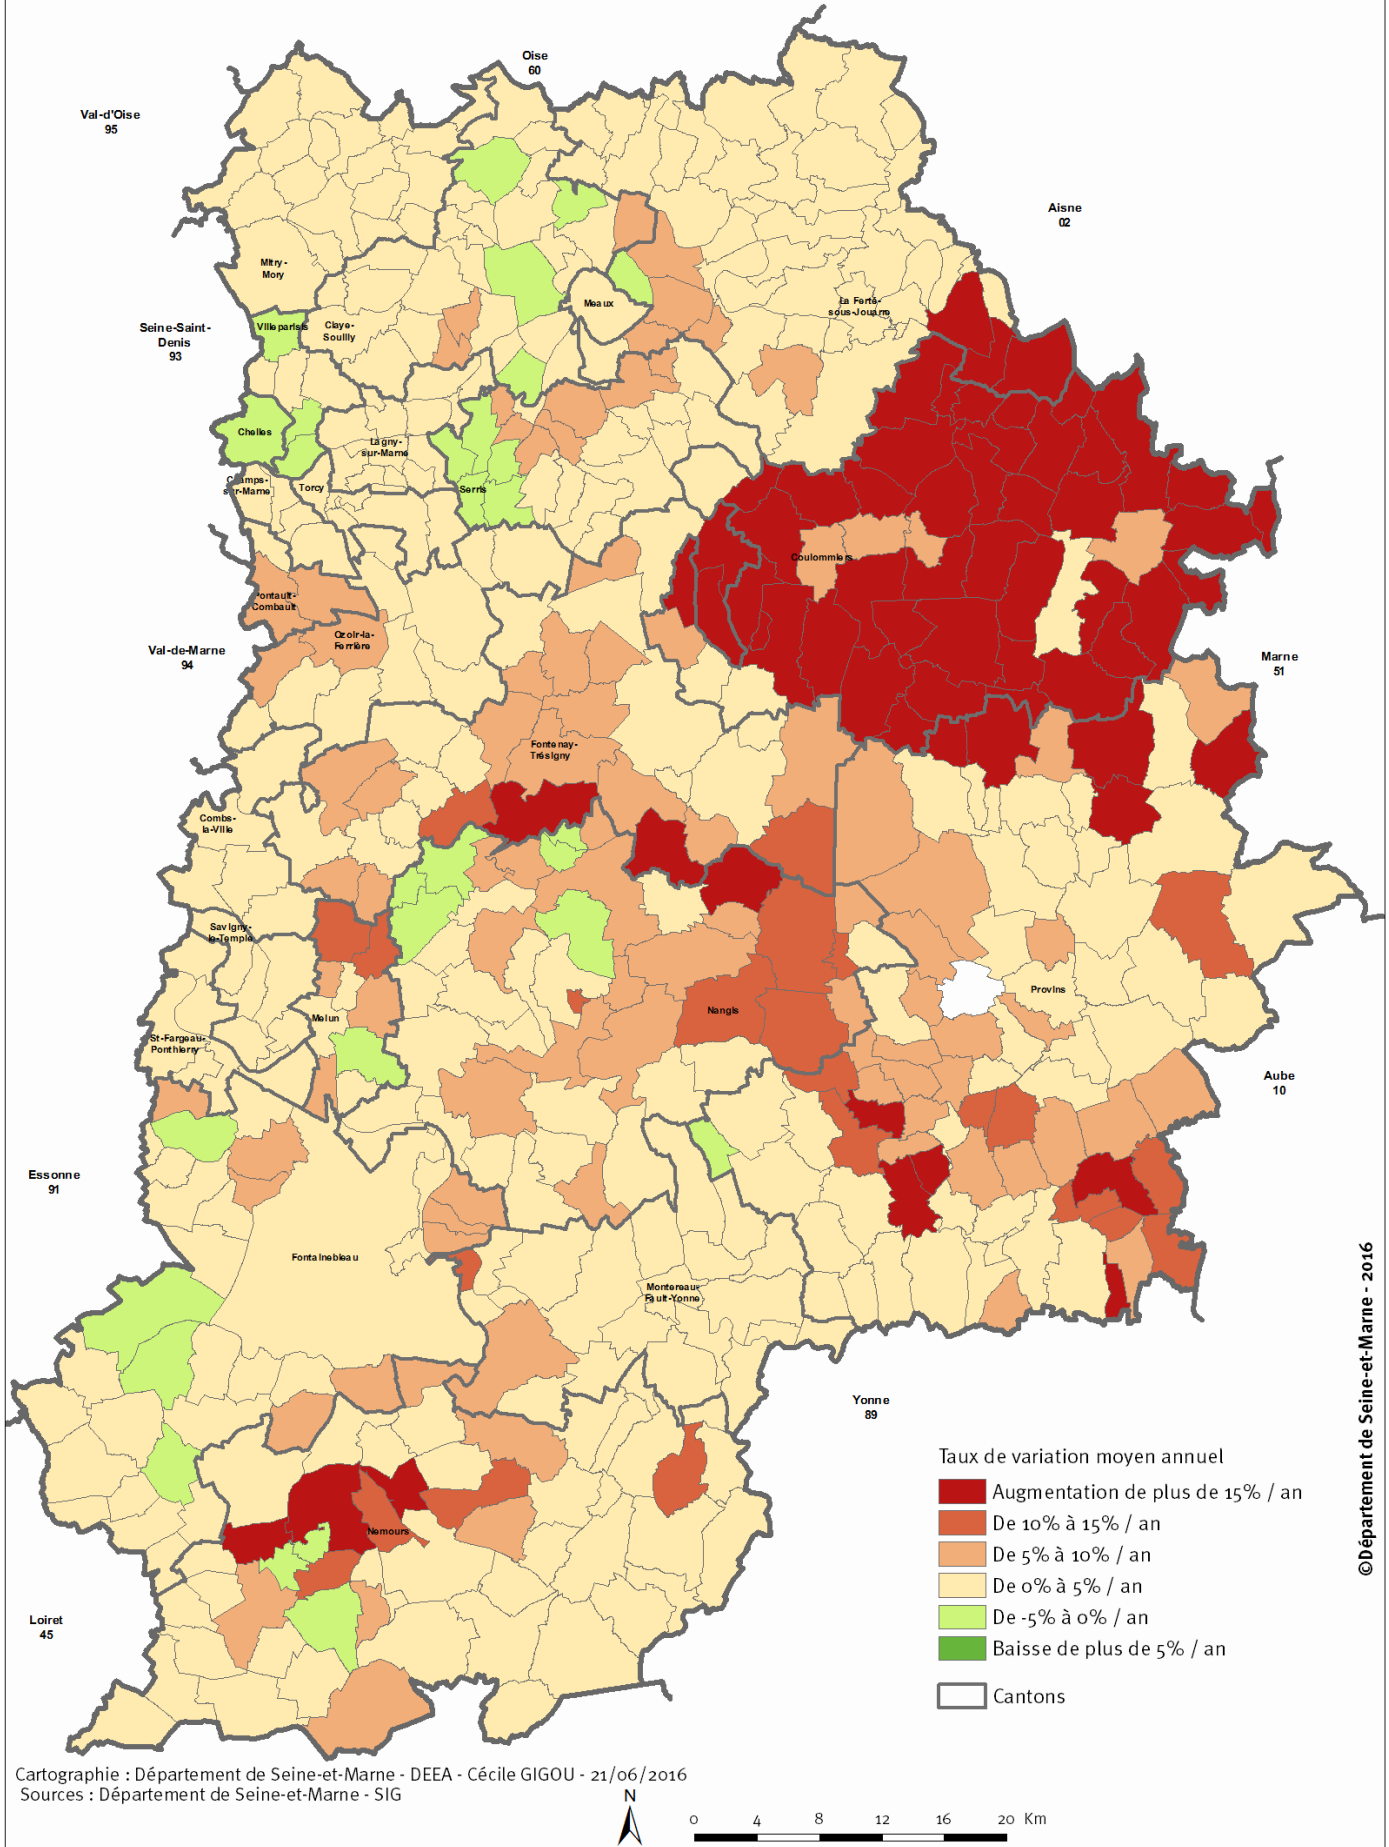 Oise
60
Val-d'Oise
95
Aisne
02
Mitry-
Mory
La Ferté-
sous-Jouarre
Meaux
Seine-Saint-
Denis
93
Villeparisis
Claye-
Souilly
Chelles
Lagny-
sur-Marne
Champs-
sur-Marne
Torcy
Serris
Coulommiers
Pontault-
Combault
Ozoir-la-
Ferrière
Val-de-Marne
94
Marne
51
Fontenay-
Trésigny
Combs-
la-Ville
Savigny-
le-Temple
Provins
Nangis
Melun
St-Fargeau-
Ponthierry
Aube
10
Essonne
91
Fontainebleau
Montereau-
Fault-Yonne
Yonne
89
Nemours
Loiret
45
Taux de variation moyen annuel
Augmentation de plus de 15% / an
De 10% à 15% / an
De 5% à 10% / an
De 0% à 5% / an
De -5% à 0% / an
Baisse de plus de 5% / an
Cantons
©Département de Seine-et-Marne - 2016
Cartographie : Département de Seine-et-Marne - DEEA - Cécile GIGOU - 21/06/2016
Sources : Département de Seine-et-Marne - SIG
N
0 4 8 12 16 20 Km